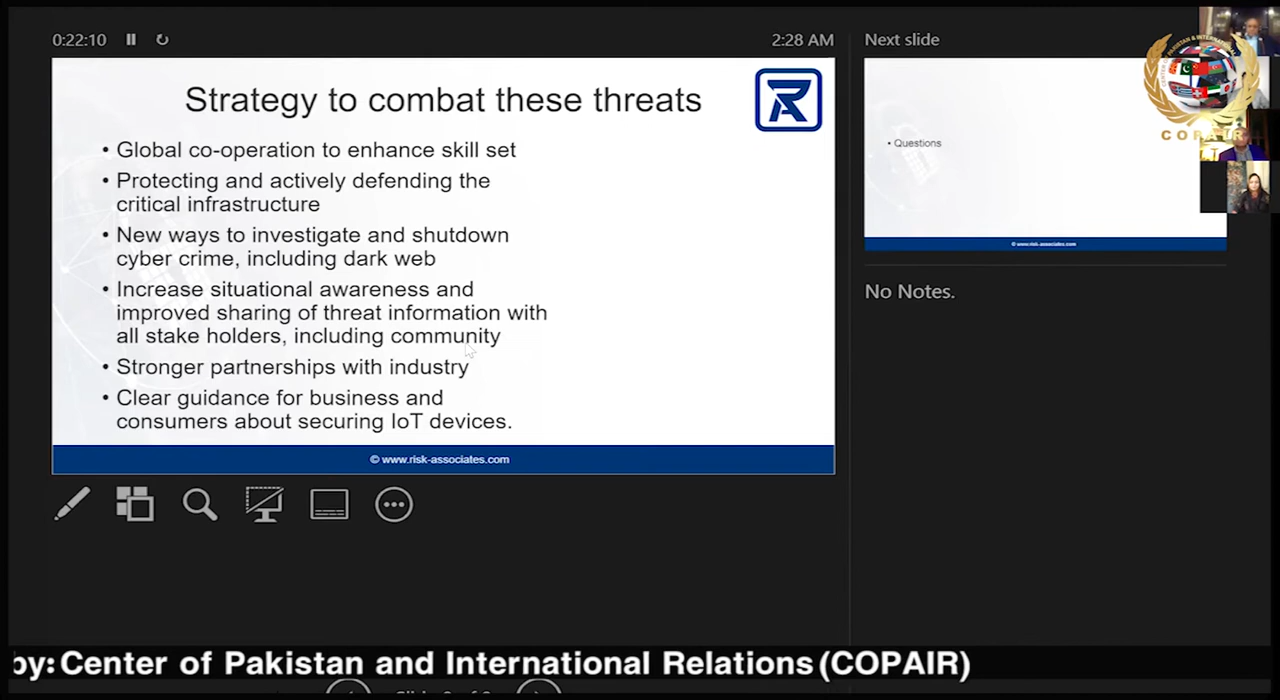 0:22:10
2:28 AM
Next slide
Strategy to combat these threats
R
• Global co-operation to enhance skill set
• Protecting and actively defending the
critical infrastructure
• New ways to investigate and shutdown
cyber crime, including dark web
• Increase situational awareness and
improved sharing of threat information with
all stake holders, including community
• Stronger partnerships with industry
• Clear guidance for business and
consumers about securing IoT devices.
© www.risk-associates.com
• Questions
© www.risk-associates.com
COPAIR
No Notes.
by: Center of Pakistan and International Relations (COPAIR)